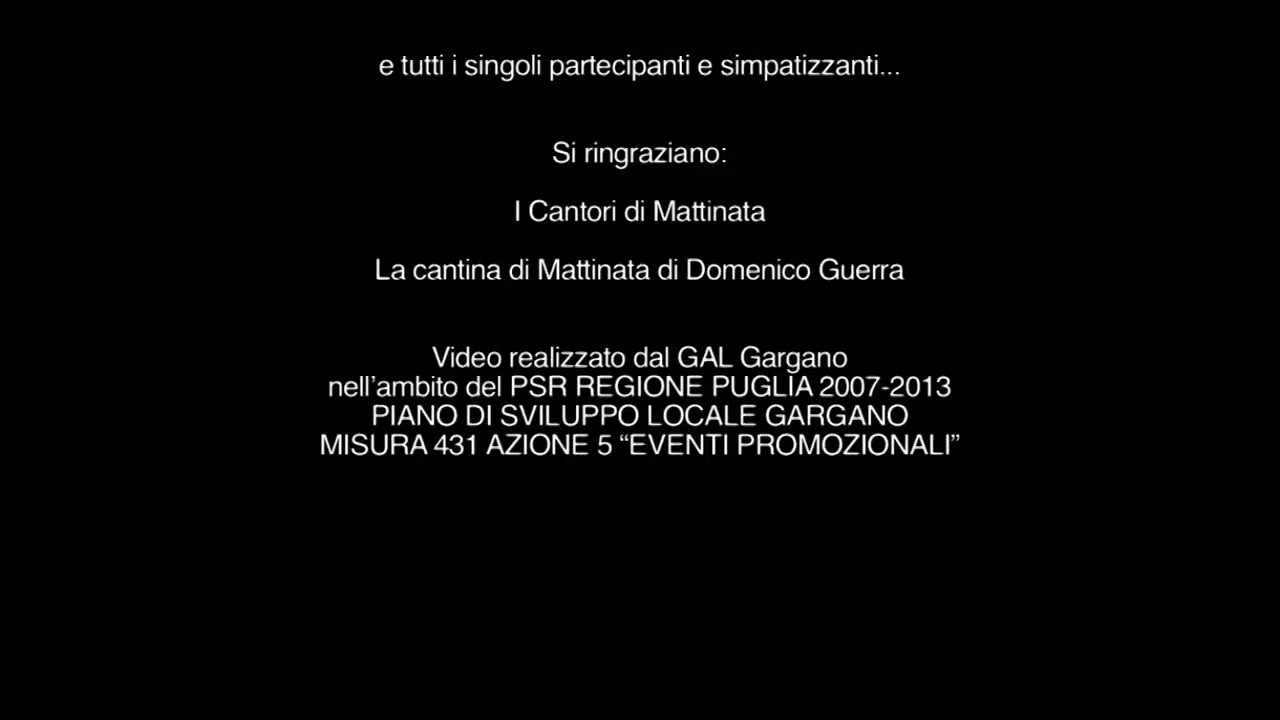 e tutti i singoli partecipanti e simpatizzanti...
Si ringraziano:
I Cantori di Mattinata
La cantina di Mattinata di Domenico Guerra
Video realizzato dal GAL Gargano
nell’ambito del PSR REGIONE PUGLIA 2007-2013
PIANO DI SVILUPPO LOCALE GARGANO
MISURA 431 AZIONE 5 “EVENTI PROMOZIONALI”